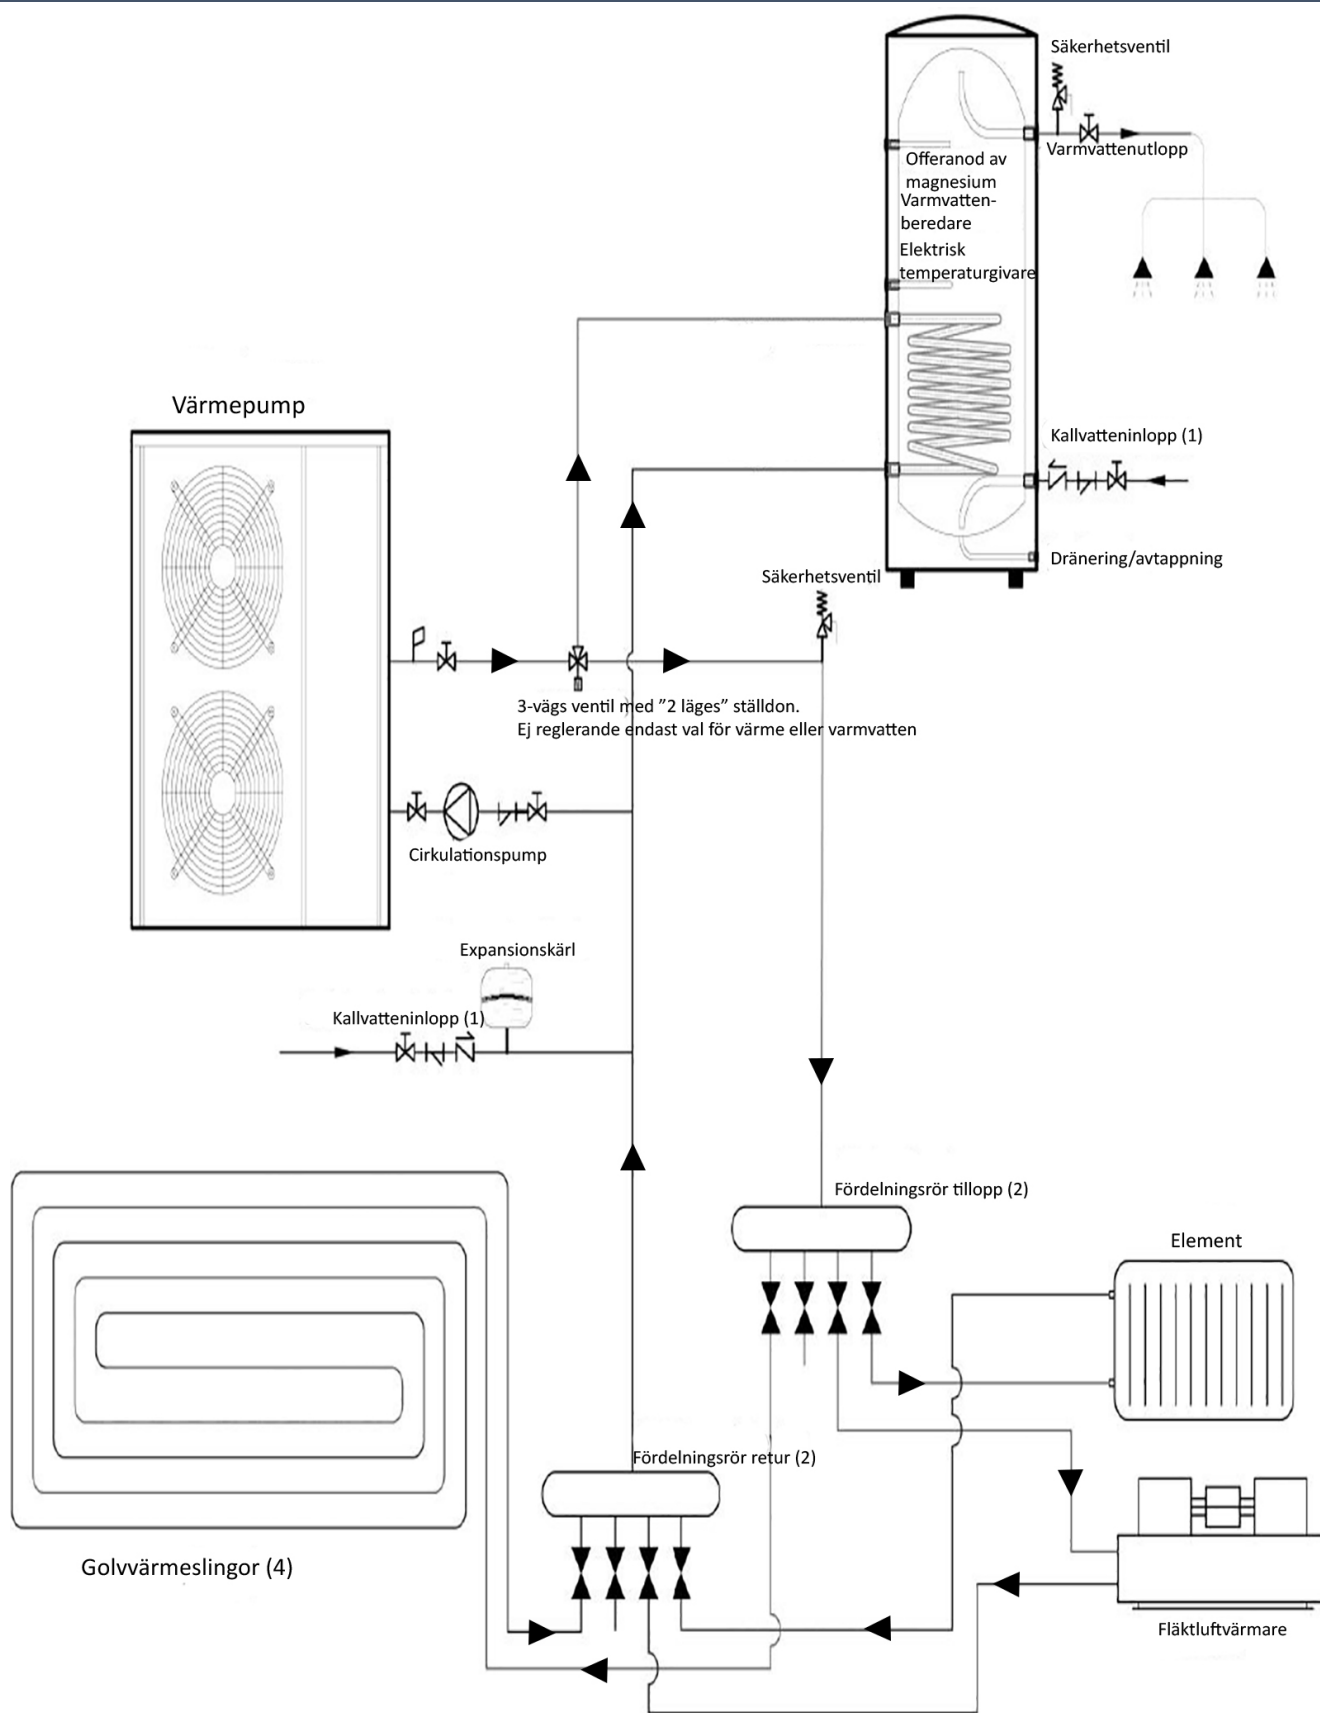 Säkerhetsventil
Varmvattenutlopp
Offeranod av
magnesium
Varmvatten-
beredare
Elektrisk
temperaturgivare
Värmepump
Kallvatteninlopp (1)
Dränering/avtappning
Säkerhetsventil
3-vägs ventil med ”2 läges” ställdon.
Ej reglerande endast val för värme eller varmvatten
Cirkulationspump
Expansionskärl
Kallvatteninlopp (1)
Fördelningsrör tillopp (2)
Element
Fördelningsrör retur (2)
Golvvärmeslingor (4)
Fläktluftvärmare